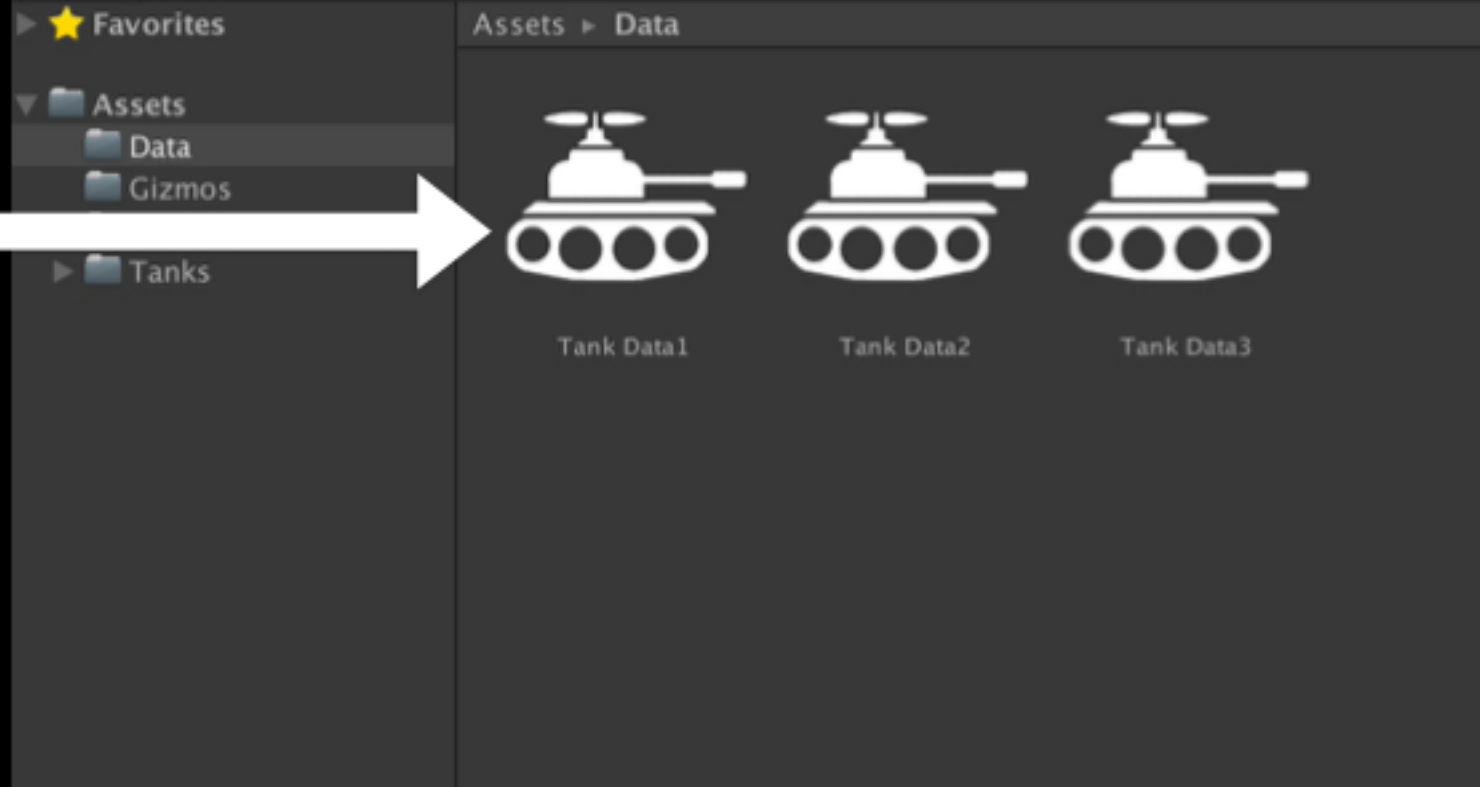 Favorites
Assets
Data
Gizmos
Tanks
Assets ▸ Data
Tank Data1
Tank Data2
Tank Data3